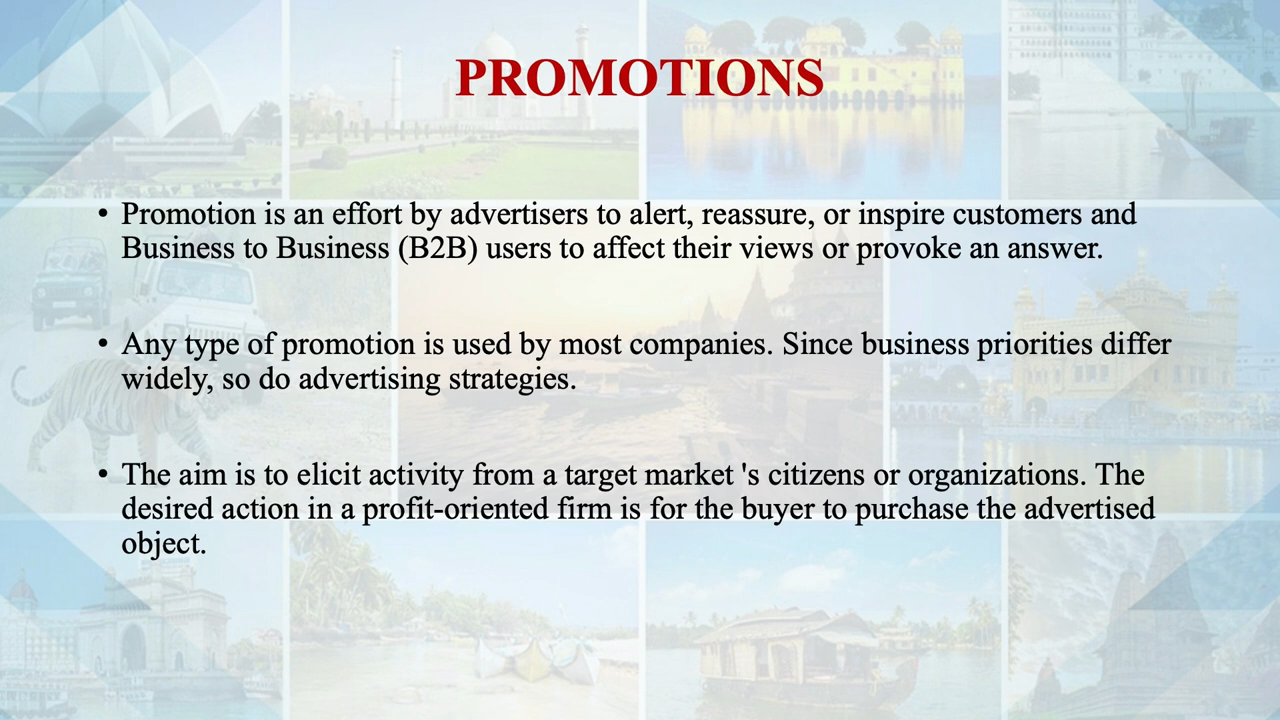 PROMOTIONS
• Promotion is an effort by advertisers to alert, reassure, or inspire customers and
Business to Business (B2B) users to affect their views or provoke an answer.
• Any type of promotion is used by most companies. Since business priorities differ
widely, so do advertising strategies.
• The aim is to elicit activity from a target market 's citizens or organizations. The
desired action in a profit-oriented firm is for the buyer to purchase the advertised
object.